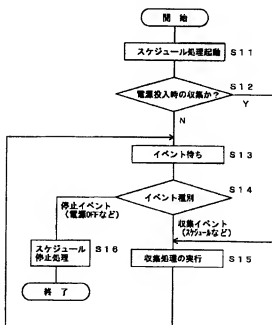 開　始
スケジュール処理起動 S11
電源投入時の収集か? S12
Y
N
イベント待ち S13
イベント種別 S14
停止イベント
(電源OFFなど)
収集イベント
(スケジュールなど)
スケジュール
停止処理 S16
収集処理の実行 S15
終　了